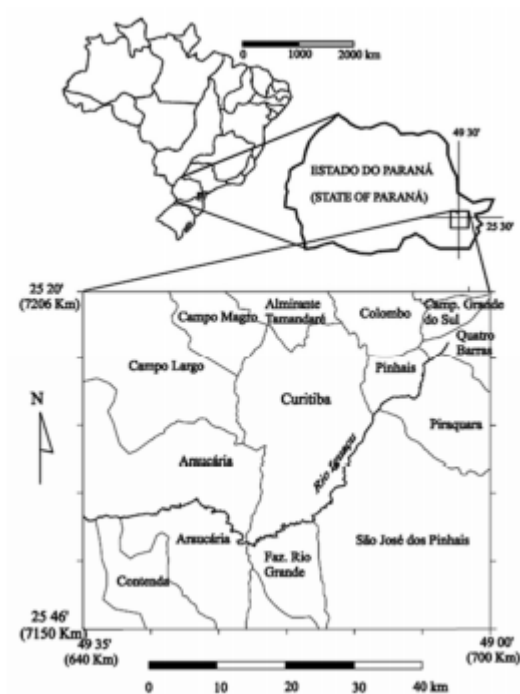 1000 2000 km
49 30'
ESTADO DO PARANÁ
(STATE OF PARANÁ)
25 30'
25 20'
(7206 Km)
Campo Magro
Almirante
Tamandaré
Colombo
Camp. Grande
do Sul
Quatro
Barras
Campo Largo
Pinhais
Curitiba
N
Piraquara
Rio Iguaçu
Araucária
Araucária
São José dos Pinhais
Faz. Rio
Grande
Contenda
25 46'
(7150 Km)
49 35'
(640 Km)
49 00'
(700 Km)
0 10 20 30 40 km